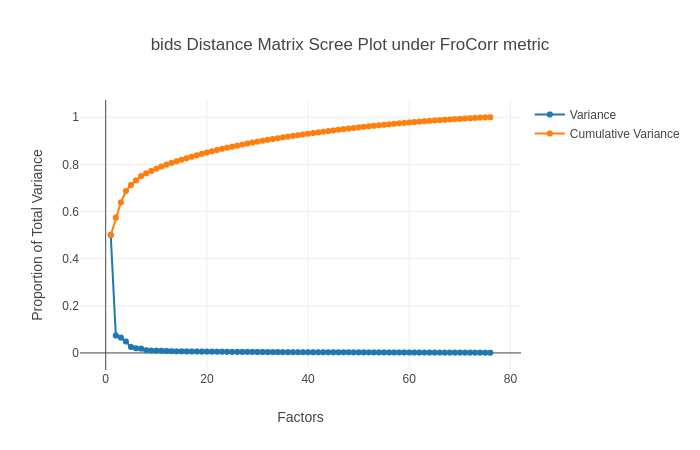 bids Distance Matrix Scree Plot under FroCorr metric
Variance
Cumulative Variance
Proportion of Total Variance
1
0.8
0.6
0.4
0.2
0
0 20 40 60 80
Factors